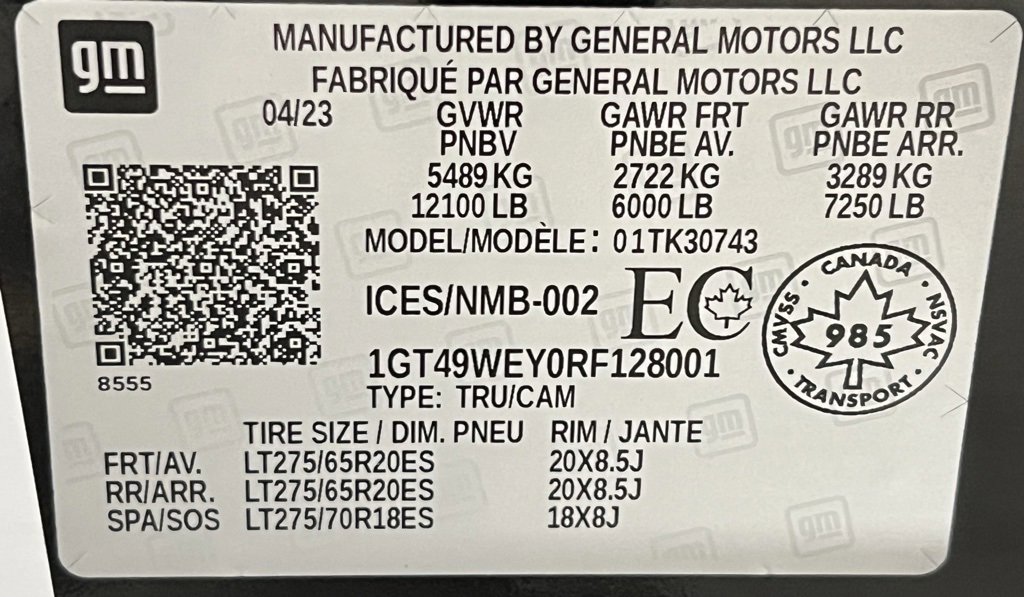 gm
MANUFACTURED BY GENERAL MOTORS LLC
FABRIQUÉ PAR GENERAL MOTORS LLC
04/23 GVWR GAWR FRT GAWR RR
PNBV PNBE AV. PNBE ARR.
5489 KG 2722 KG 3289 KG
12100 LB 6000 LB 7250 LB
MODEL/MODÈLE: 01TK30743
ICES/NMB-002 EC
CANADA
CMVSS · NSVAC
985
· TRANSPORT ·
1GT49WEY0RF128001
8555
TYPE: TRU/CAM
TIRE SIZE / DIM. PNEU RIM / JANTE
FRT/AV. LT275/65R20ES 20X8.5J
RR/ARR. LT275/65R20ES 20X8.5J
SPA/SOS LT275/70R18ES 18X8J